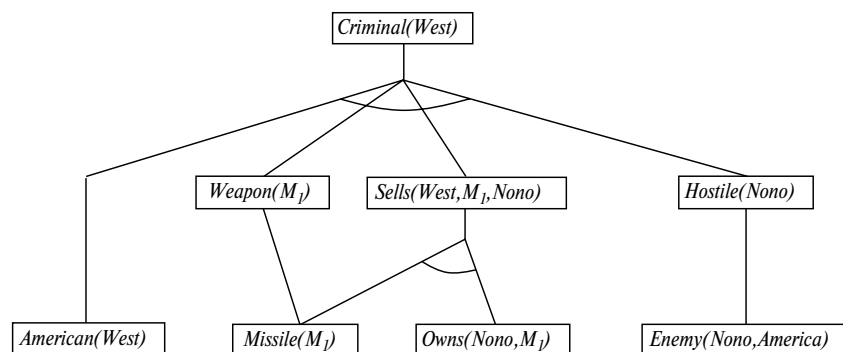 Criminal(West)
Weapon(M₁)
Sells(West,M₁,Nono)
Hostile(Nono)
American(West)
Missile(M₁)
Owns(Nono,M₁)
Enemy(Nono,America)